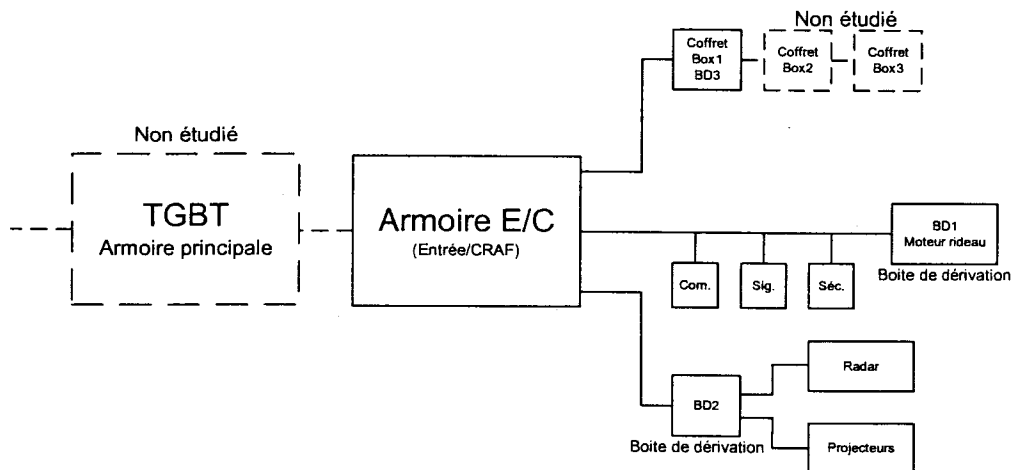 Non étudié
Coffret
Box1
BD3
Coffret
Box2
Coffret
Box3
Non étudié
TGBT
Armoire principale
Armoire E/C
(Entrée/CRAF)
BD1
Moteur rideau
Boite de dérivation
Com.
Sig.
Séc.
Radar
BD2
Boite de dérivation
Projecteurs